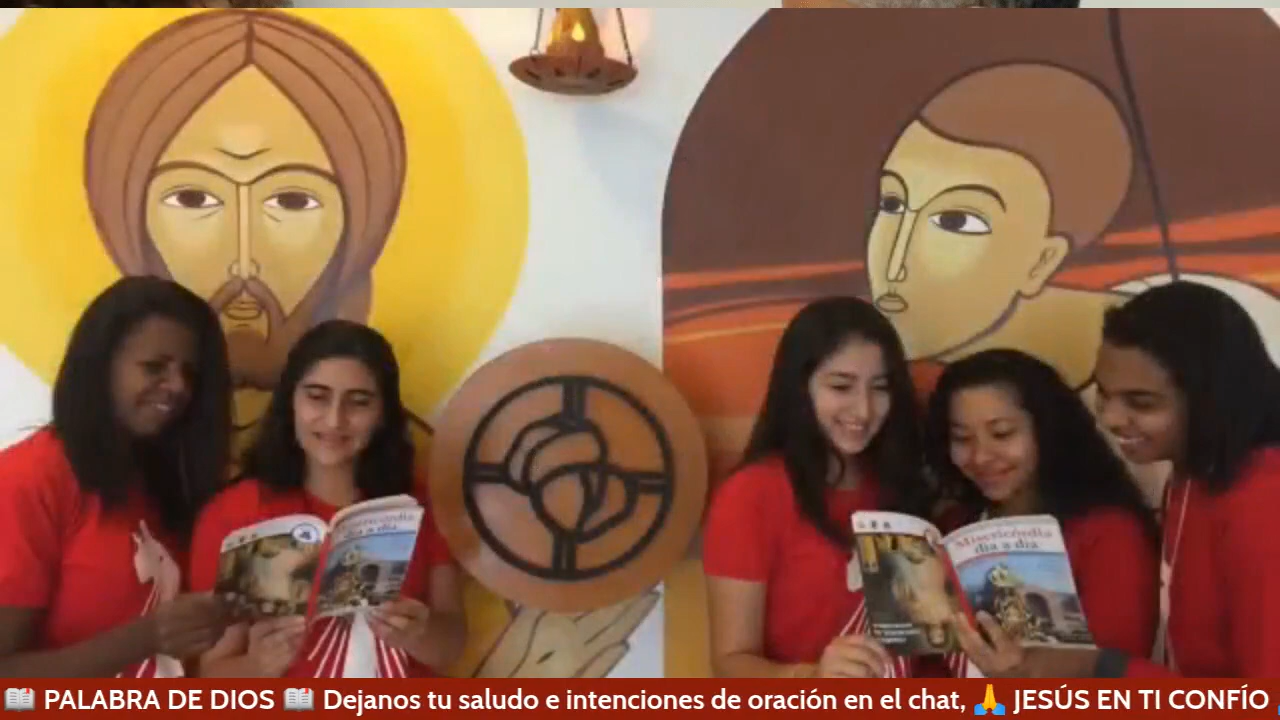 Misericórdia
dia a dia
Misericórdia
dia a dia
📖 PALABRA DE DIOS 📖 Dejanos tu saludo e intenciones de oración en el chat, 🙏 JESÚS EN TI CONFÍO